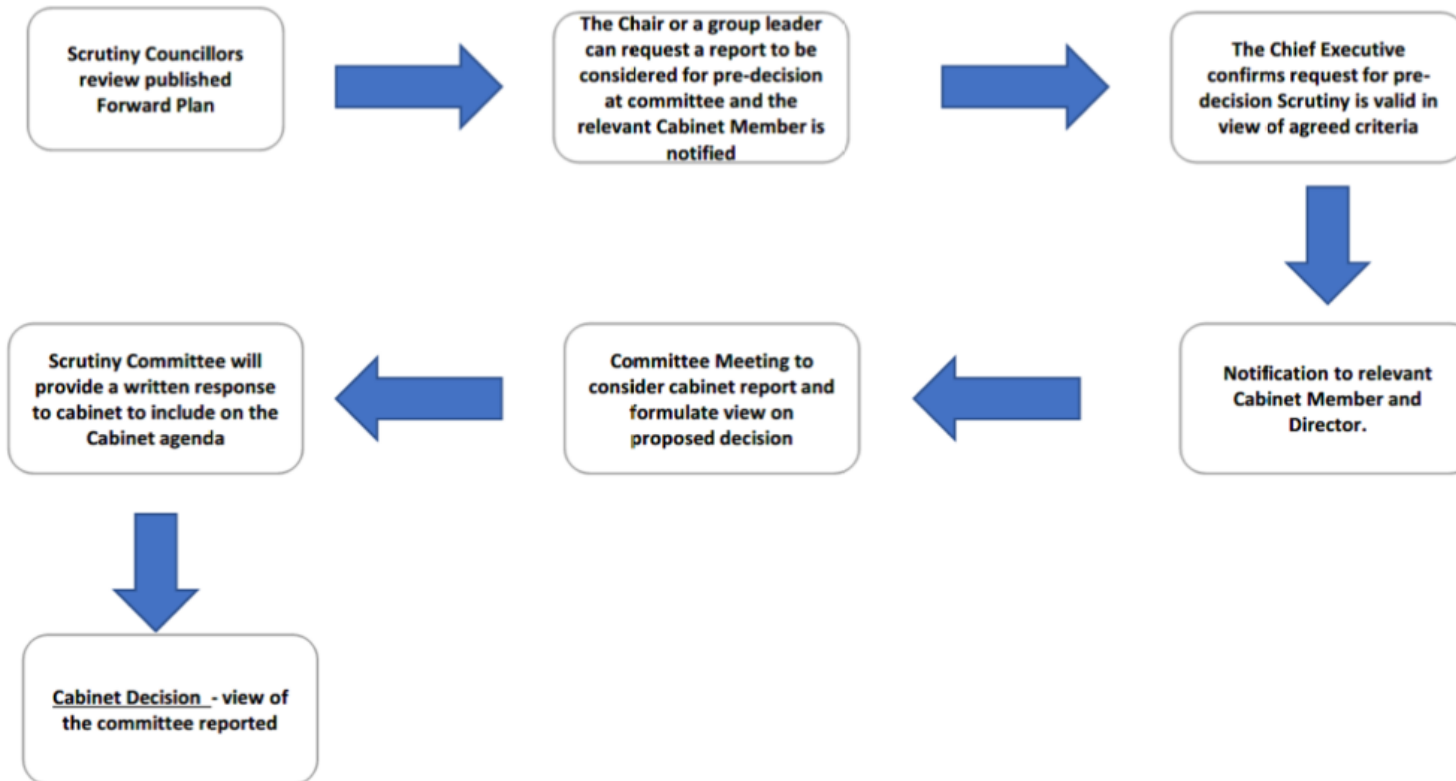 Scrutiny Councillors
review published
Forward Plan
The Chair or a group leader
can request a report to be
considered for pre-decision
at committee and the
relevant Cabinet Member is
notified
The Chief Executive
confirms request for pre-
decision Scrutiny is valid in
view of agreed criteria
Notification to relevant
Cabinet Member and
Director.
Committee Meeting to
consider cabinet report and
formulate view on
proposed decision
Scrutiny Committee will
provide a written response
to cabinet to include on the
Cabinet agenda
Cabinet Decision - view of
the committee reported